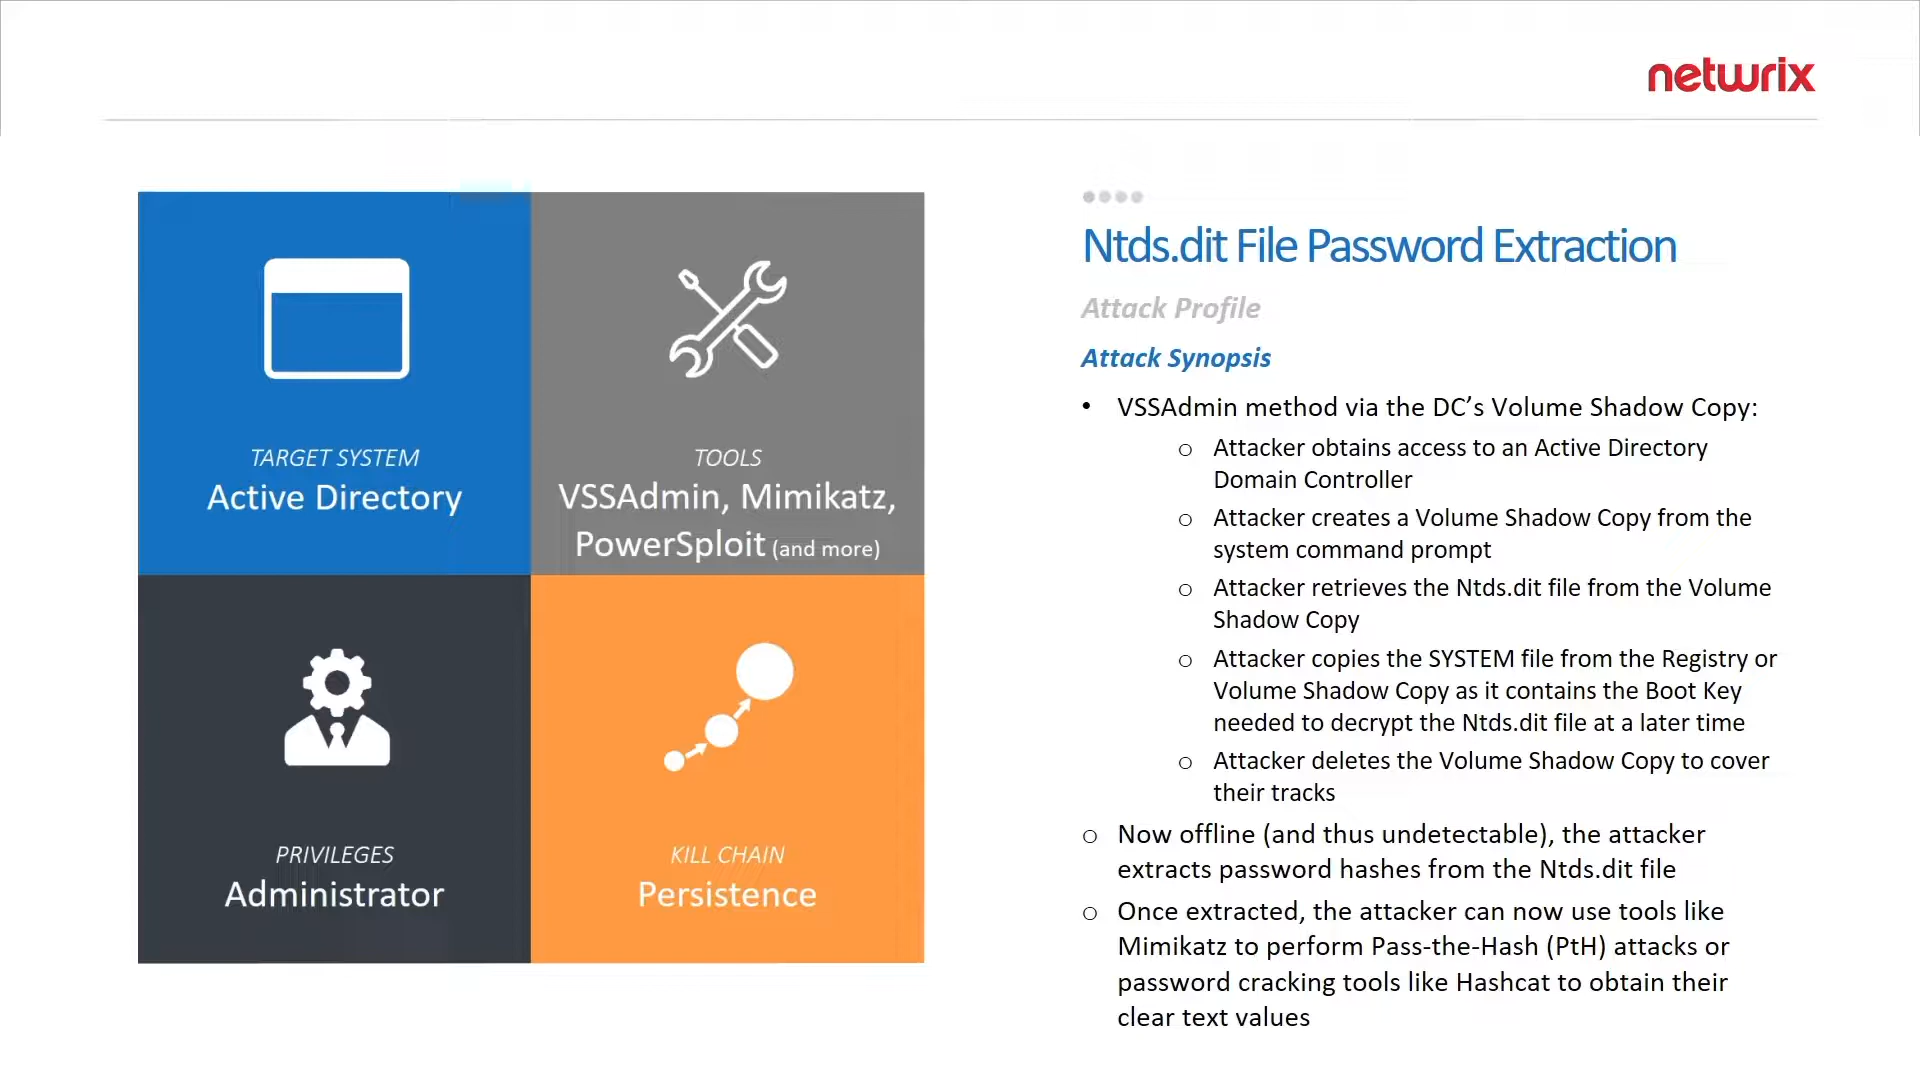 netwrix
TARGET SYSTEM
Active Directory
TOOLS
VSSAdmin, Mimikatz,
PowerSploit (and more)
PRIVILEGES
Administrator
KILL CHAIN
Persistence
Ntds.dit File Password Extraction
Attack Profile
Attack Synopsis
• VSSAdmin method via the DC’s Volume Shadow Copy:
o Attacker obtains access to an Active Directory
Domain Controller
o Attacker creates a Volume Shadow Copy from the
system command prompt
o Attacker retrieves the Ntds.dit file from the Volume
Shadow Copy
o Attacker copies the SYSTEM file from the Registry or
Volume Shadow Copy as it contains the Boot Key
needed to decrypt the Ntds.dit file at a later time
o Attacker deletes the Volume Shadow Copy to cover
their tracks
o Now offline (and thus undetectable), the attacker
extracts password hashes from the Ntds.dit file
o Once extracted, the attacker can now use tools like
Mimikatz to perform Pass-the-Hash (PtH) attacks or
password cracking tools like Hashcat to obtain their
clear text values